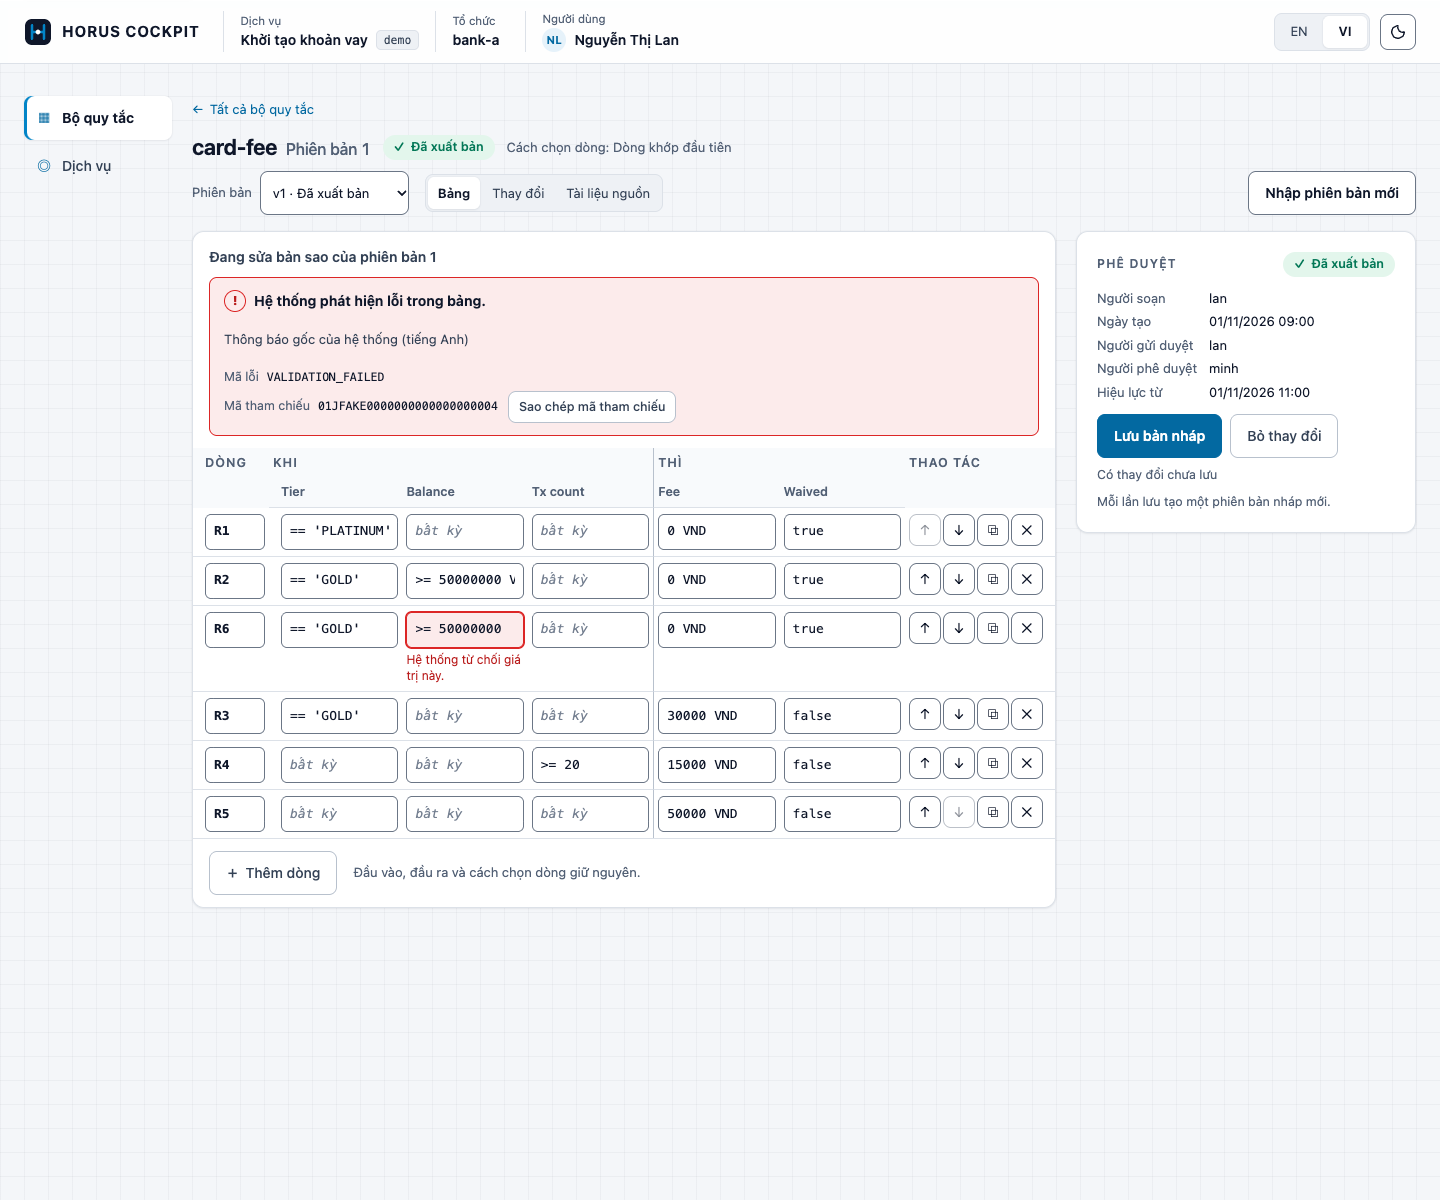 HORUS COCKPIT
Dịch vụ
Khởi tạo khoản vay demo
Tổ chức
bank-a
Người dùng
NL Nguyễn Thị Lan
EN VI
Bộ quy tắc
Dịch vụ
← Tất cả bộ quy tắc
card-fee Phiên bản 1 ✓ Đã xuất bản Cách chọn dòng: Dòng khớp đầu tiên
Phiên bản v1 · Đã xuất bản Bảng Thay đổi Tài liệu nguồn Nhập phiên bản mới
Đang sửa bản sao của phiên bản 1
! Hệ thống phát hiện lỗi trong bảng.
Thông báo gốc của hệ thống (tiếng Anh)
Mã lỗi VALIDATION_FAILED
Mã tham chiếu 01JFAKE0000000000000000004 Sao chép mã tham chiếu
DÒNG KHI THÌ THAO TÁC
Tier Balance Tx count Fee Waived
R1 == 'PLATINUM' bất kỳ bất kỳ 0 VND true ↑ ↓ ✕
R2 == 'GOLD' >= 50000000 V bất kỳ 0 VND true ↑ ↓ ✕
R6 == 'GOLD' >= 50000000 bất kỳ 0 VND true ↑ ↓ ✕
Hệ thống từ chối giá
trị này.
R3 == 'GOLD' bất kỳ bất kỳ 30000 VND false ↑ ↓ ✕
R4 bất kỳ bất kỳ >= 20 15000 VND false ↑ ↓ ✕
R5 bất kỳ bất kỳ bất kỳ 50000 VND false ↑ ↓ ✕
+ Thêm dòng Đầu vào, đầu ra và cách chọn dòng giữ nguyên.
PHÊ DUYỆT ✓ Đã xuất bản
Người soạn lan
Ngày tạo 01/11/2026 09:00
Người gửi duyệt lan
Người phê duyệt minh
Hiệu lực từ 01/11/2026 11:00
Lưu bản nháp Bỏ thay đổi
Có thay đổi chưa lưu
Mỗi lần lưu tạo một phiên bản nháp mới.